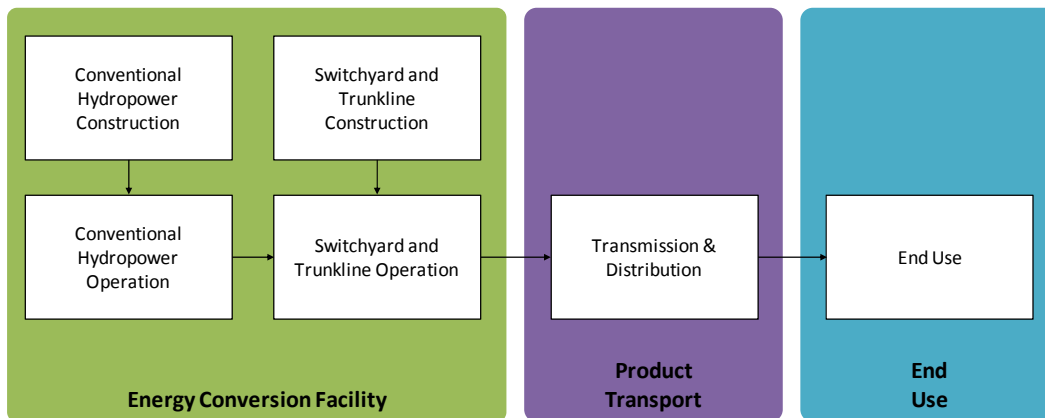 Conventional
Hydropower
Construction
Switchyard and
Trunkline
Construction
Conventional
Hydropower
Operation
Switchyard and
Trunkline Operation
Transmission &
Distribution
End Use
Energy Conversion Facility
Product
Transport
End
Use